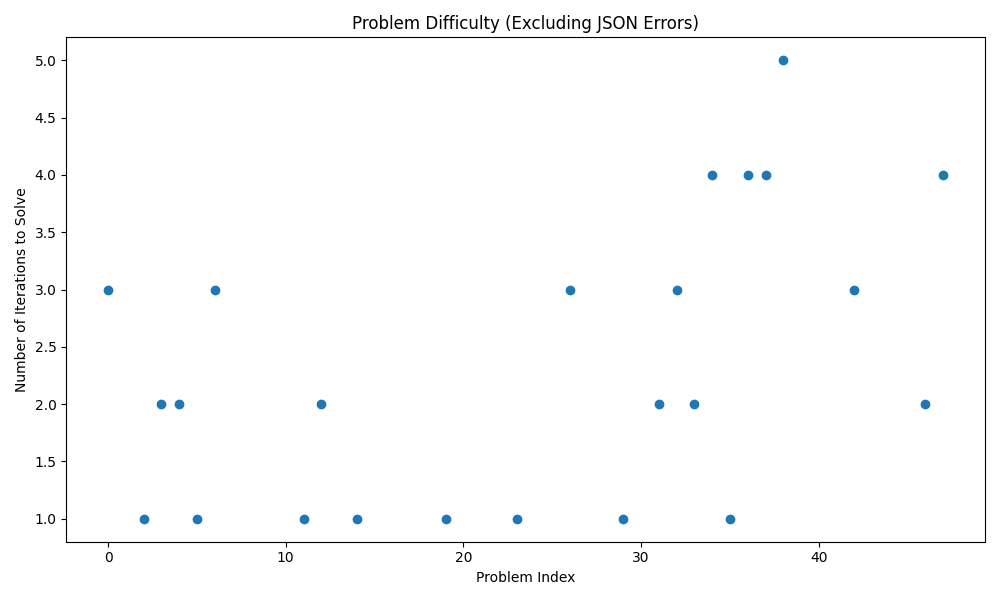 Problem Difficulty (Excluding JSON Errors)
Number of Iterations to Solve
5.0
4.5
4.0
3.5
3.0
2.5
2.0
1.5
1.0
0 10 20 30 40
Problem Index